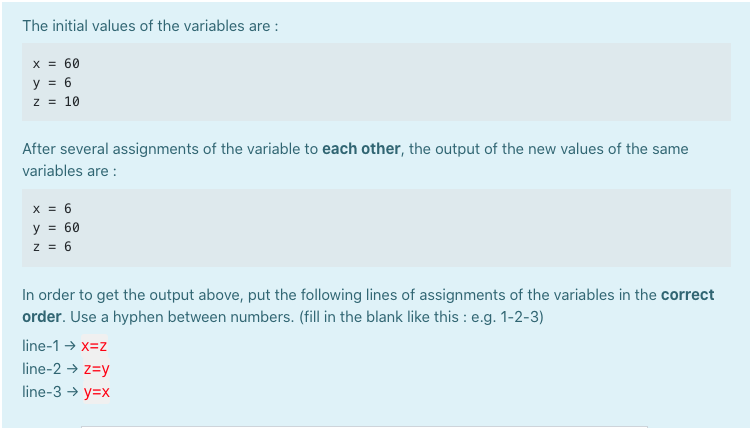 The initial values of the variables are :
x = 60
y = 6
z = 10
After several assignments of the variable to each other, the output of the new values of the same
variables are :
x = 6
y = 60
z = 6
In order to get the output above, put the following lines of assignments of the variables in the correct
order. Use a hyphen between numbers. (fill in the blank like this : e.g. 1-2-3)
line-1 → x=z
line-2 → z=y
line-3 → y=x